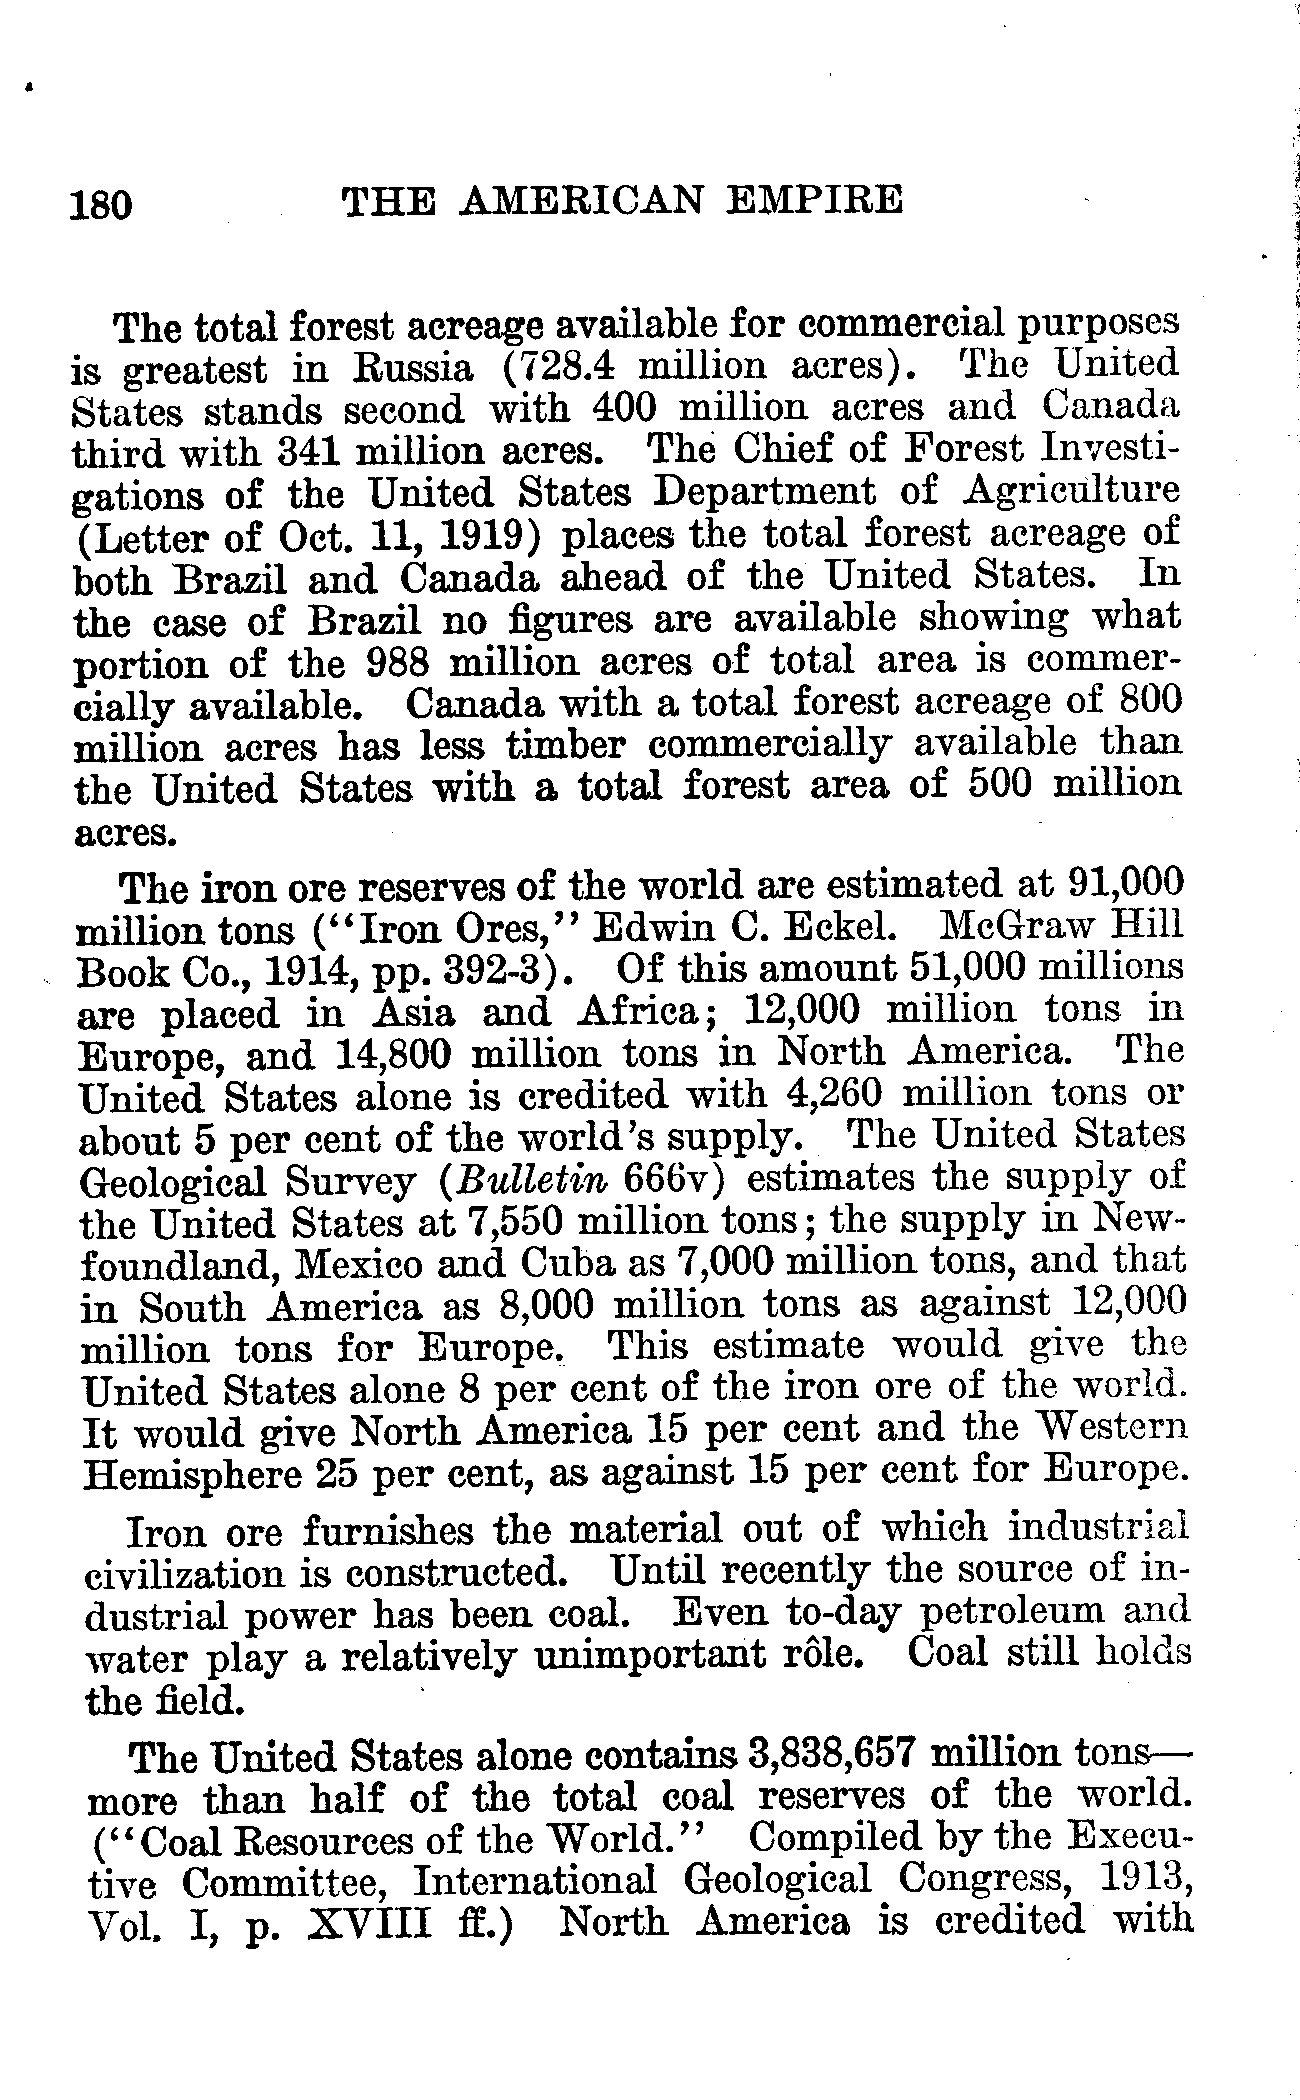 180 THE AMERICAN EMPIRE
The total forest acreage available for commercial purposes
is greatest in Russia (728.4 million acres). The United
States stands second with 400 million acres and Canada
third with 341 million acres. The Chief of Forest Investi-
gations of the United States Department of Agriculture
(Letter of Oct. 11, 1919) places the total forest acreage of
both Brazil and Canada ahead of the United States. In
the case of Brazil no figures are available showing what
portion of the 988 million acres of total area is commer-
cially available. Canada with a total forest acreage of 800
million acres has less timber commercially available than
the United States with a total forest area of 500 million
acres.
The iron ore reserves of the world are estimated at 91,000
million tons (“Iron Ores,” Edwin C. Eckel. McGraw Hill
Book Co., 1914, pp. 392-3). Of this amount 51,000 millions
are placed in Asia and Africa; 12,000 million tons in
Europe, and 14,800 million tons in North America. The
United States alone is credited with 4,260 million tons or
about 5 per cent of the world's supply. The United States
Geological Survey (Bulletin 666v) estimates the supply of
the United States at 7,550 million tons; the supply in New-
foundland, Mexico and Cuba as 7,000 million tons, and that
in South America as 8,000 million tons as against 12,000
million tons for Europe. This estimate would give the
United States alone 8 per cent of the iron ore of the world.
It would give North America 15 per cent and the Western
Hemisphere 25 per cent, as against 15 per cent for Europe.
Iron ore furnishes the material out of which industrial
civilization is constructed. Until recently the source of in-
dustrial power has been coal. Even to-day petroleum and
water play a relatively unimportant rôle. Coal still holds
the field.
The United States alone contains 3,838,657 million tons—
more than half of the total coal reserves of the world.
(“Coal Resources of the World.” Compiled by the Execu-
tive Committee, International Geological Congress, 1913,
Vol. I, p. XVIII ff.) North America is credited with